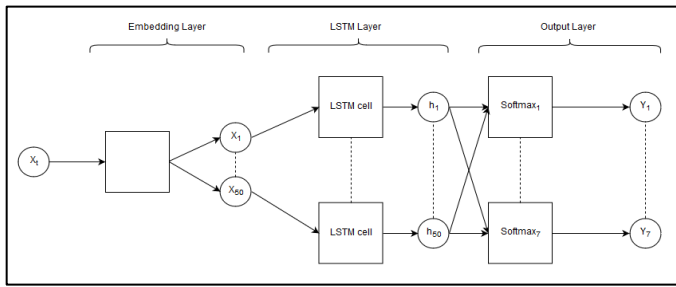 Embedding Layer
LSTM Layer
Output Layer
Xt
X1
X50
LSTM cell
h1
Softmax1
Y1
LSTM cell
h50
Softmax7
Y7